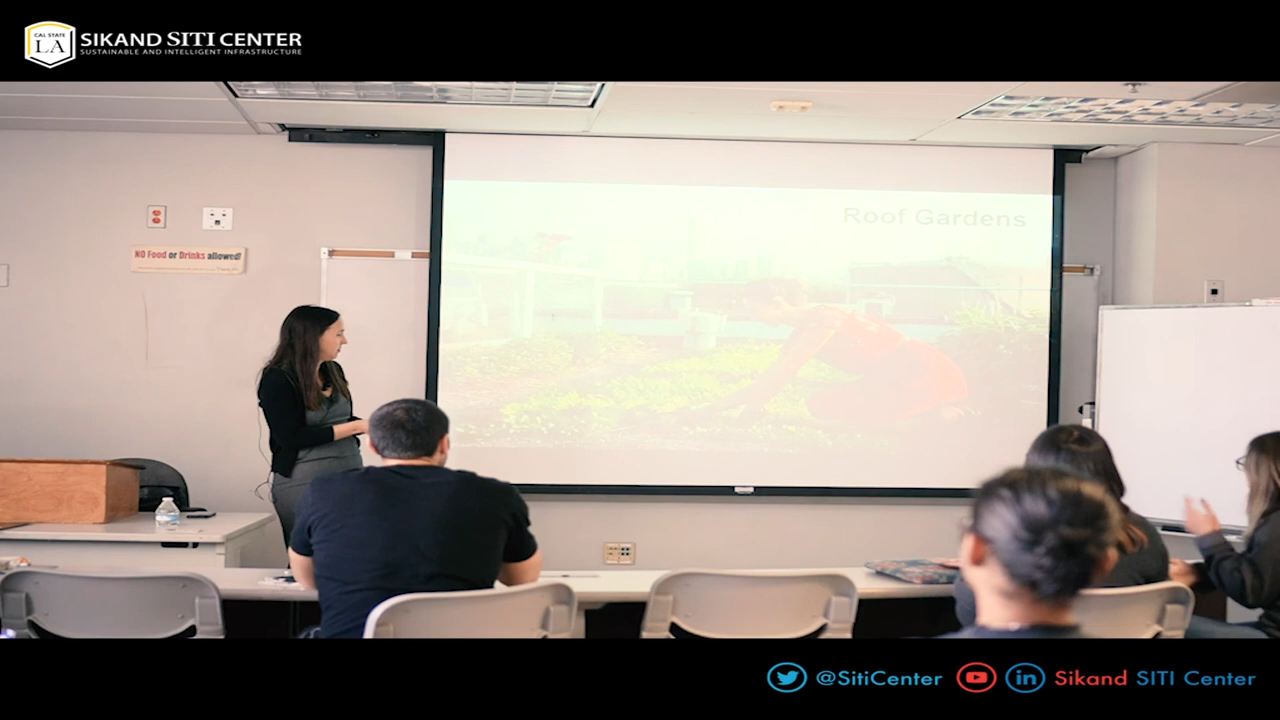 CAL STATE
LA
SIKAND SITI CENTER
SUSTAINABLE AND INTELLIGENT INFRASTRUCTURE
Roof Gardens
NO Food or Drinks allowed!
@SitiCenter
Sikand SITI Center